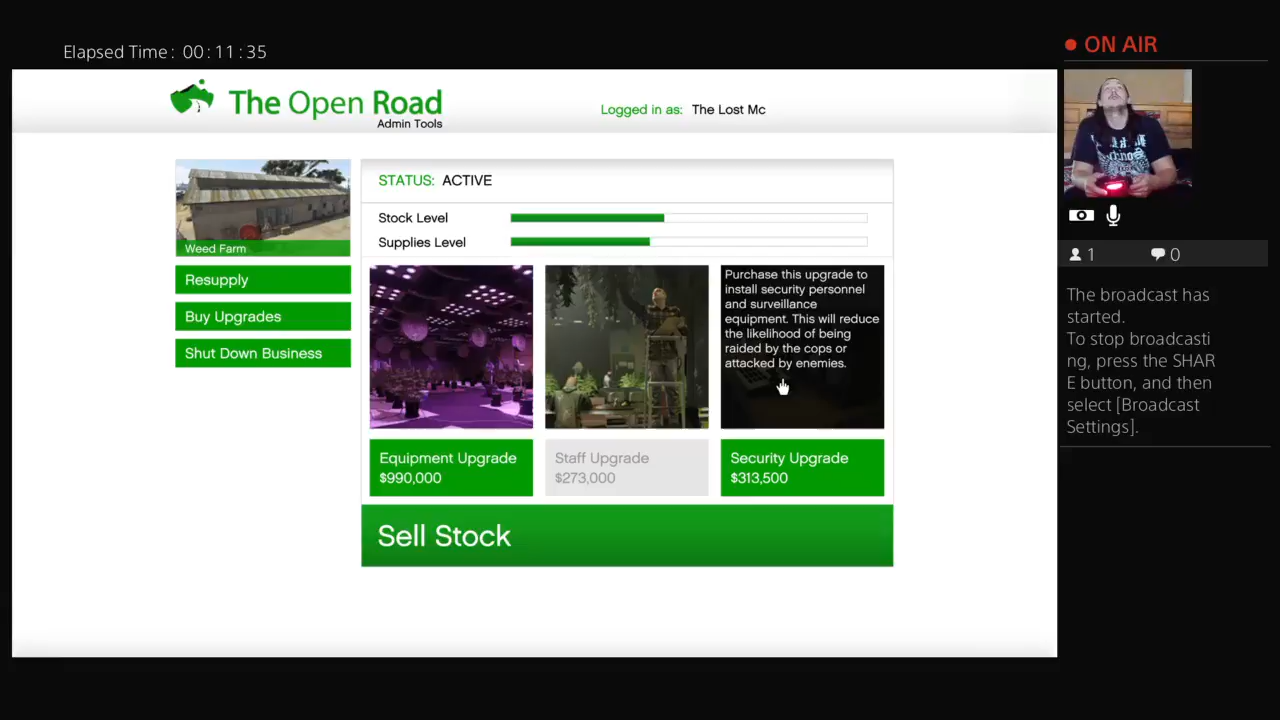 Elapsed Time: 00:11:35
ON AIR
The Open Road
Admin Tools
Logged in as: The Lost Mc
Weed Farm
Resupply
Buy Upgrades
Shut Down Business
STATUS: ACTIVE
Stock Level
Supplies Level
Purchase this upgrade to
install security personnel
and surveillance
equipment. This will reduce
the likelihood of being
raided by the cops or
attacked by enemies.
Equipment Upgrade
$990,000
Staff Upgrade
$273,000
Security Upgrade
$313,500
Sell Stock
1
0
The broadcast has
started.
To stop broadcasti
ng, press the SHAR
E button, and then
select [Broadcast
Settings].